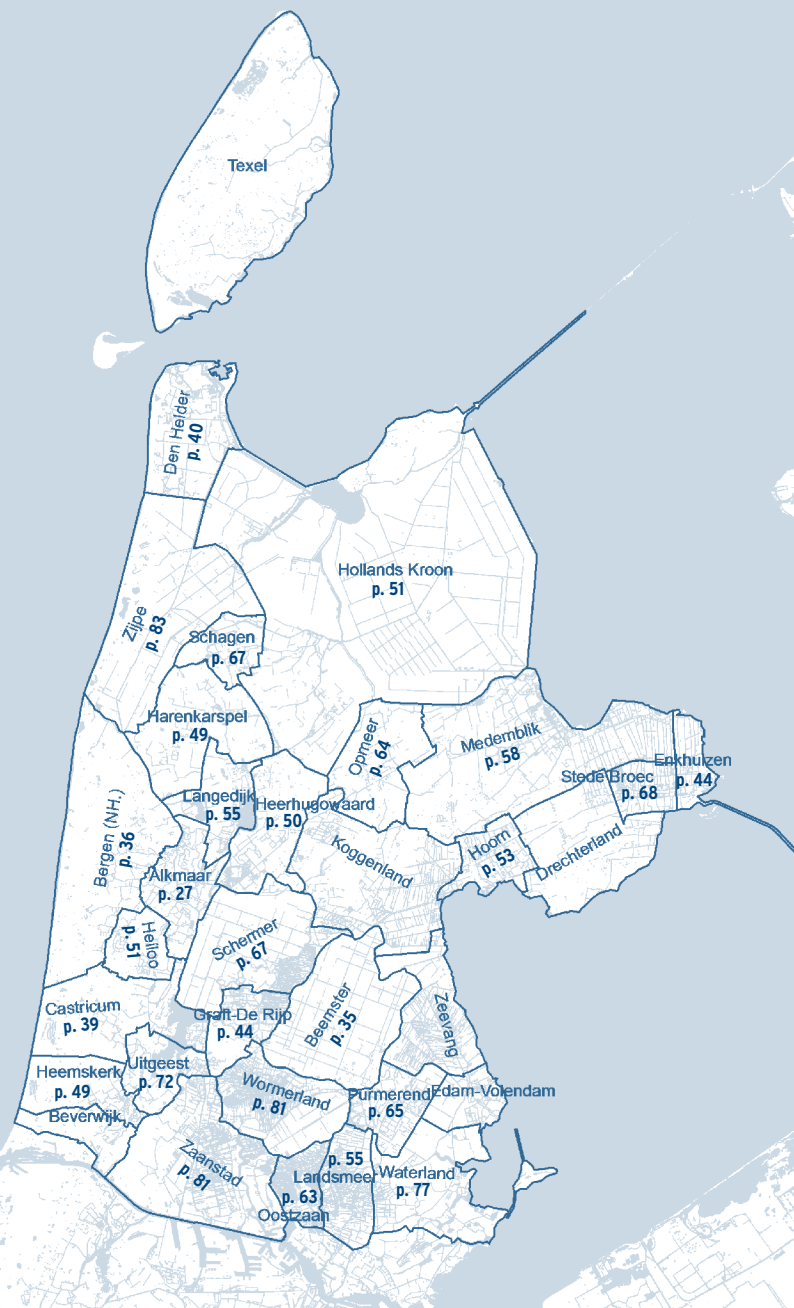 Texel
Den Helder
p. 40
Hollands Kroon
p. 51
Zijpe
p. 83
Schagen
p. 67
Harenkarspel
p. 49
Opmeer
p. 64
Medemblik
p. 58
Stede Broec
p. 68
Enkhuizen
p. 44
Langedijk
p. 55
Heerhugowaard
p. 50
Bergen (NH.)
p. 36
Koggenland
Hoorn
p. 53
Drechterland
Alkmaar
p. 27
Heiloo
p. 51
Schermer
p. 67
Castricum
p. 39
Graft-De Rijp
p. 44
Beemster
p. 35
Zeevang
Heemskerk
p. 49
Uitgeest
p. 72
Wormerland
p. 81
Purmerend
p. 65
Edam-Volendam
Beverwijk
Zaanstad
p. 81
p. 55
Landsmeer
Waterland
p. 77
p. 63
Oostzaan